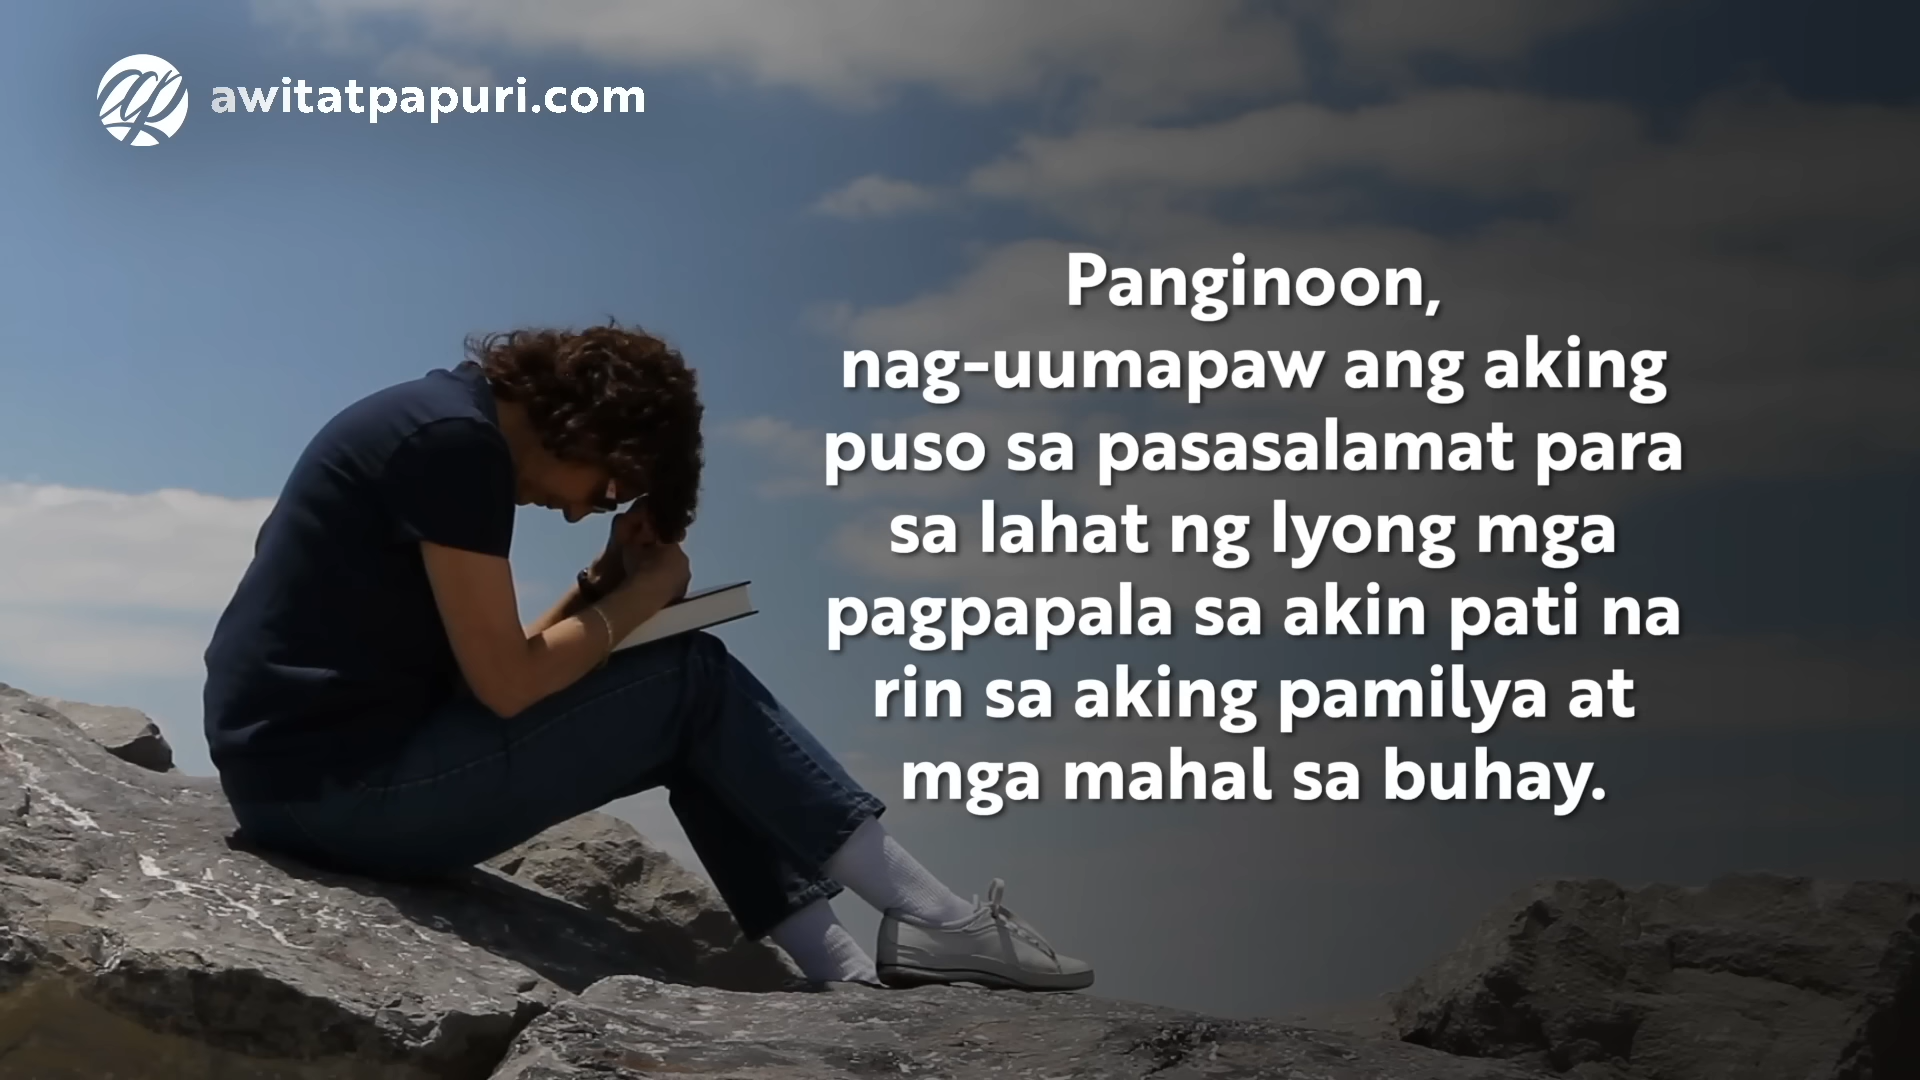 awitatpapuri.com
Panginoon,
nag-uumapaw ang aking
puso sa pasasalamat para
sa lahat ng Iyong mga
pagpapala sa akin pati na
rin sa aking pamilya at
mga mahal sa buhay.